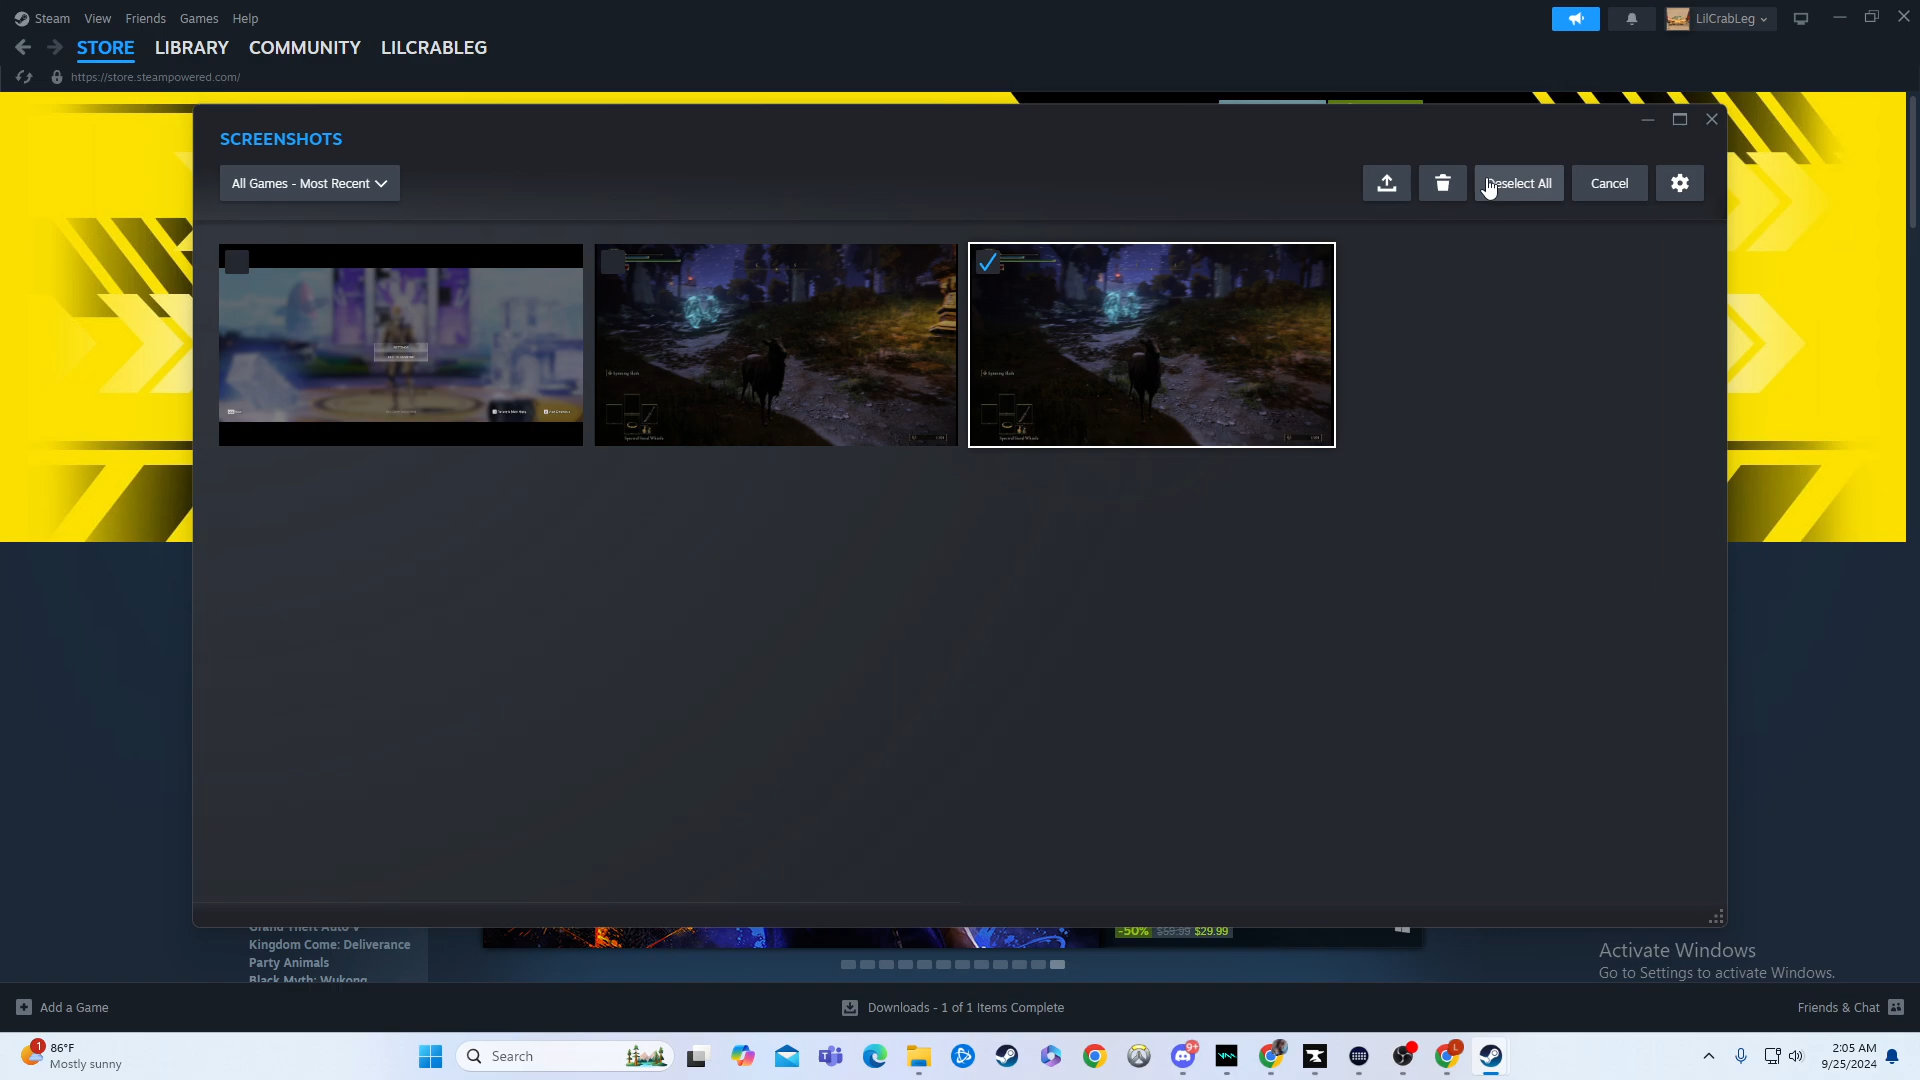 Steam View Friends Games Help
LilCrabLeg
STORE LIBRARY COMMUNITY LILCRABLEG
https://store.steampowered.com/
SCREENSHOTS
All Games - Most Recent
eselect All
Cancel
Kingdom Come: Deliverance
Party Animals
Black Myth: Wukong
-50% $59.99 $29.99
Activate Windows
Go to Settings to activate Windows.
Add a Game
Downloads - 1 of 1 Items Complete
Friends & Chat
1
86°F
Mostly sunny
Search
9+
L
2:05 AM
9/25/2024